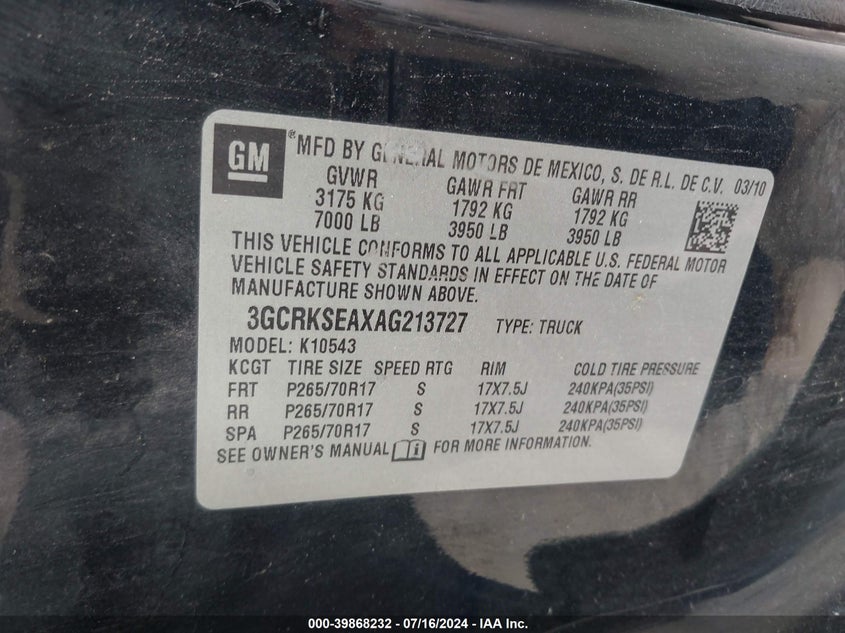 GM
®MFD BY GENERAL MOTORS DE MEXICO, S. DE R.L. DE C.V. 03/10
GVWR GAWR FRT GAWR RR
3175 KG 1792 KG 1792 KG
7000 LB 3950 LB 3950 LB
THIS VEHICLE CONFORMS TO ALL APPLICABLE U.S. FEDERAL MOTOR
VEHICLE SAFETY STANDARDS IN EFFECT ON THE DATE OF
MANUFACTURE SHOWN ABOVE.
3GCRKSEAXAG213727 TYPE: TRUCK
MODEL: K10543
KCGT TIRE SIZE SPEED RTG RIM COLD TIRE PRESSURE
FRT P265/70R17 S 17X7.5J 240KPA(35PSI)
RR P265/70R17 S 17X7.5J 240KPA(35PSI)
SPA P265/70R17 S 17X7.5J 240KPA(35PSI)
SEE OWNER'S MANUAL i FOR MORE INFORMATION.
000-39868232 - 07/16/2024 - IAA Inc.